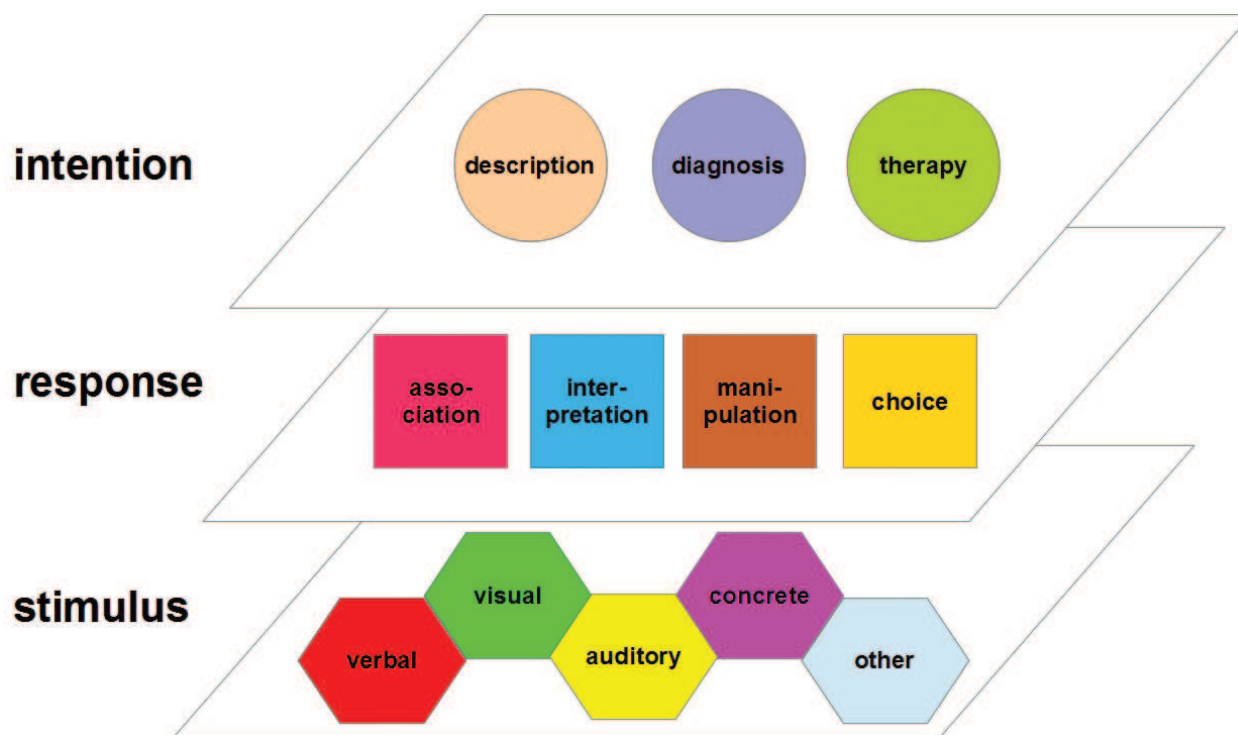 intention
description
diagnosis
therapy
response
asso-
ciation
inter-
pretation
mani-
pulation
choice
stimulus
verbal
visual
auditory
concrete
other